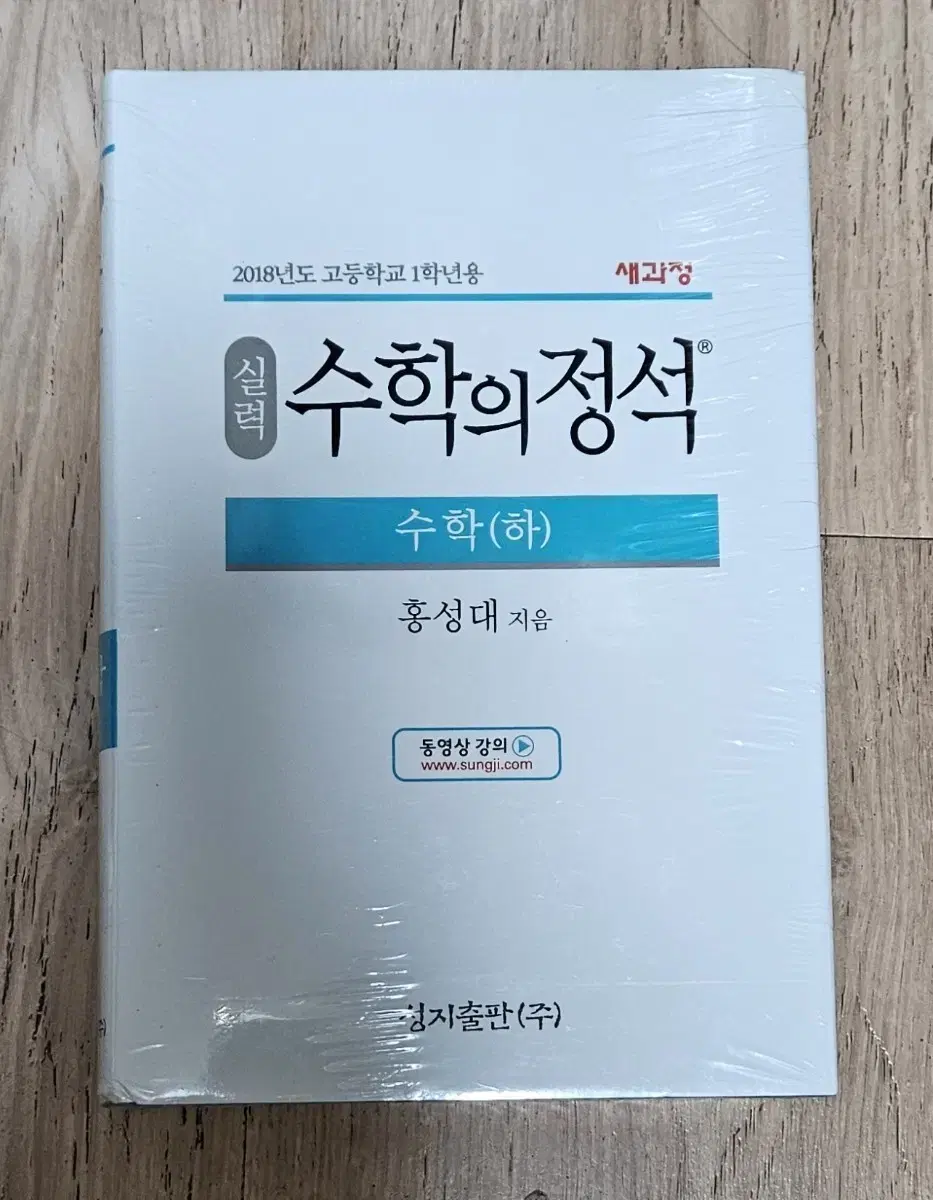 2018년도 고등학교 1학년용 새과정
실력 수학의 정석®
수학(하)
홍성대 지음
동영상 강의
www.sungji.com
성지출판(주)